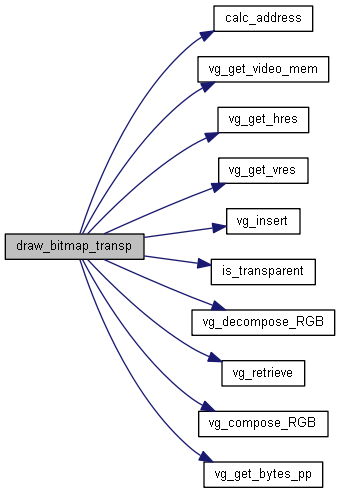 calc_address
vg_get_video_mem
vg_get_hres
vg_get_vres
vg_insert
draw_bitmap_transp
is_transparent
vg_decompose_RGB
vg_retrieve
vg_compose_RGB
vg_get_bytes_pp